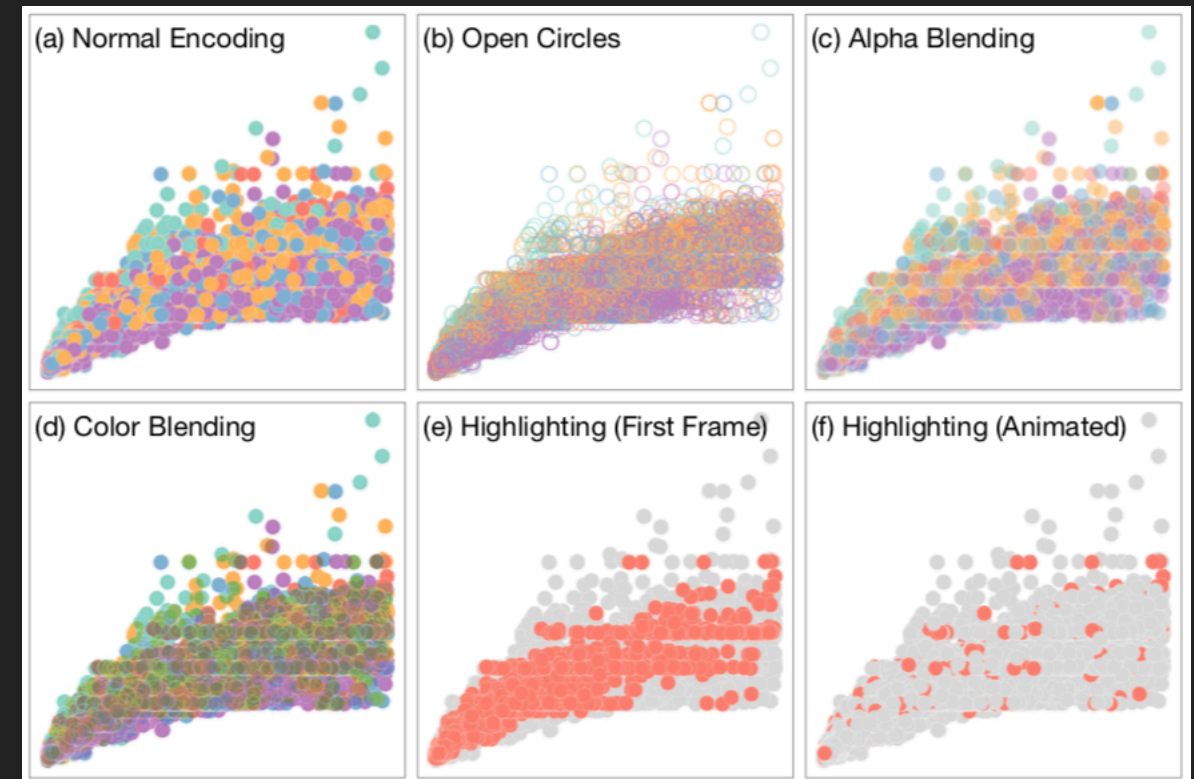 (a) Normal Encoding
(b) Open Circles
(c) Alpha Blending
(d) Color Blending
(e) Highlighting (First Frame)
(f) Highlighting (Animated)